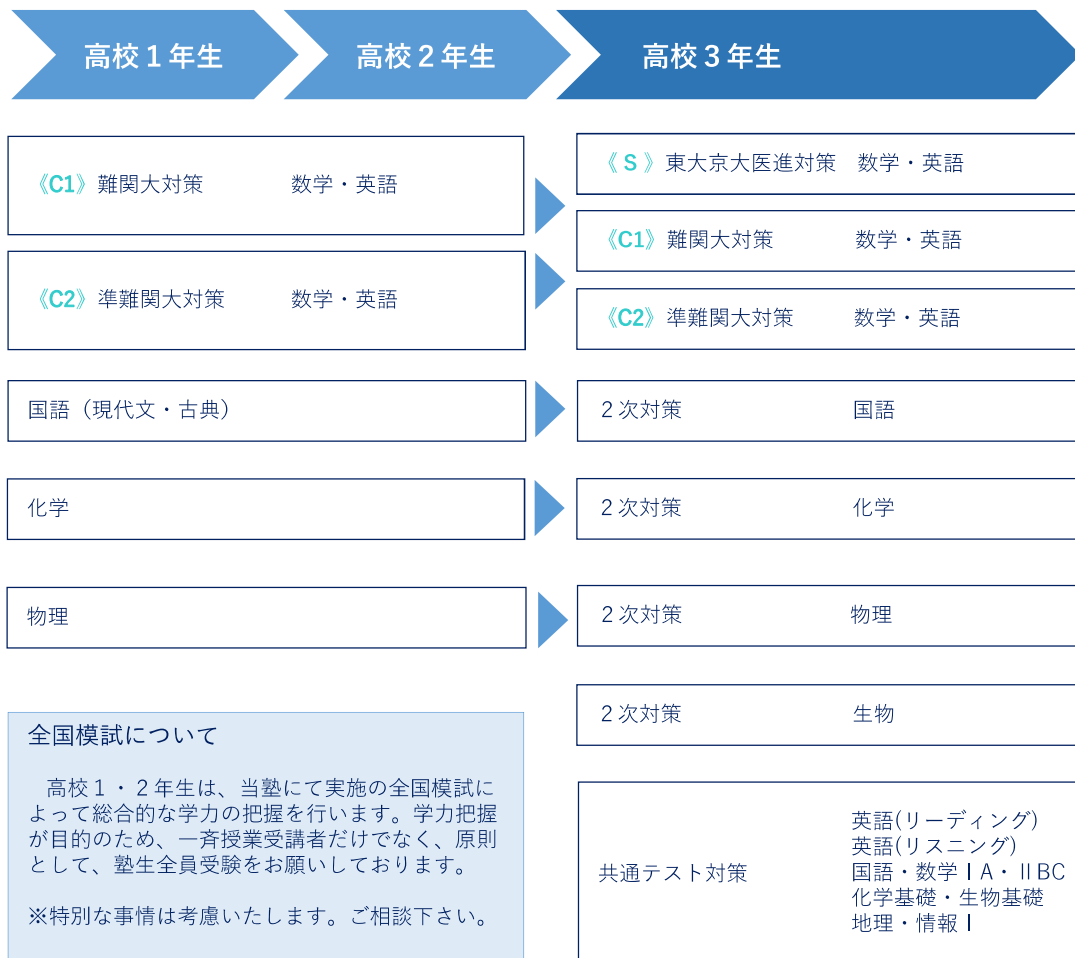 高校１年生
高校２年生
高校３年生
《C1》難関大対策 数学・英語
《C2》準難関大対策 数学・英語
《 S 》東大京大医進対策 数学・英語
《C1》難関大対策 数学・英語
《C2》準難関大対策 数学・英語
国語（現代文・古典）
２次対策 国語
化学
２次対策 化学
物理
２次対策 物理
２次対策 生物
全国模試について
高校１・２年生は、当塾にて実施の全国模試に
よって総合的な学力の把握を行います。学力把握
が目的のため、一斉授業受講者だけでなく、原則
として、塾生全員受験をお願いしております。
※特別な事情は考慮いたします。ご相談下さい。
共通テスト対策
英語(リーディング)
英語(リスニング)
国語・数学ⅠA・ⅡBC
化学基礎・生物基礎
地理・情報Ⅰ